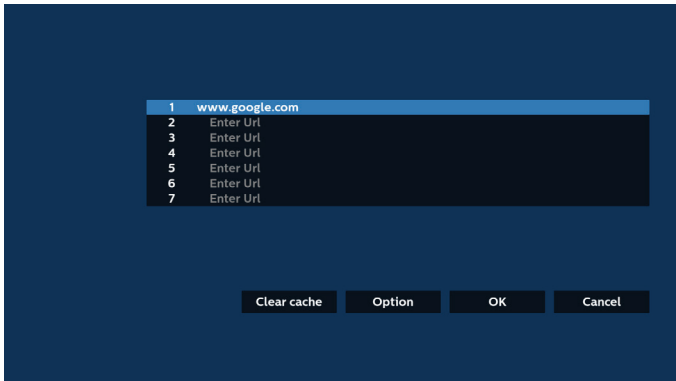 1 www.google.com
2 Enter Url
3 Enter Url
4 Enter Url
5 Enter Url
6 Enter Url
7 Enter Url
Clear cache Option OK Cancel